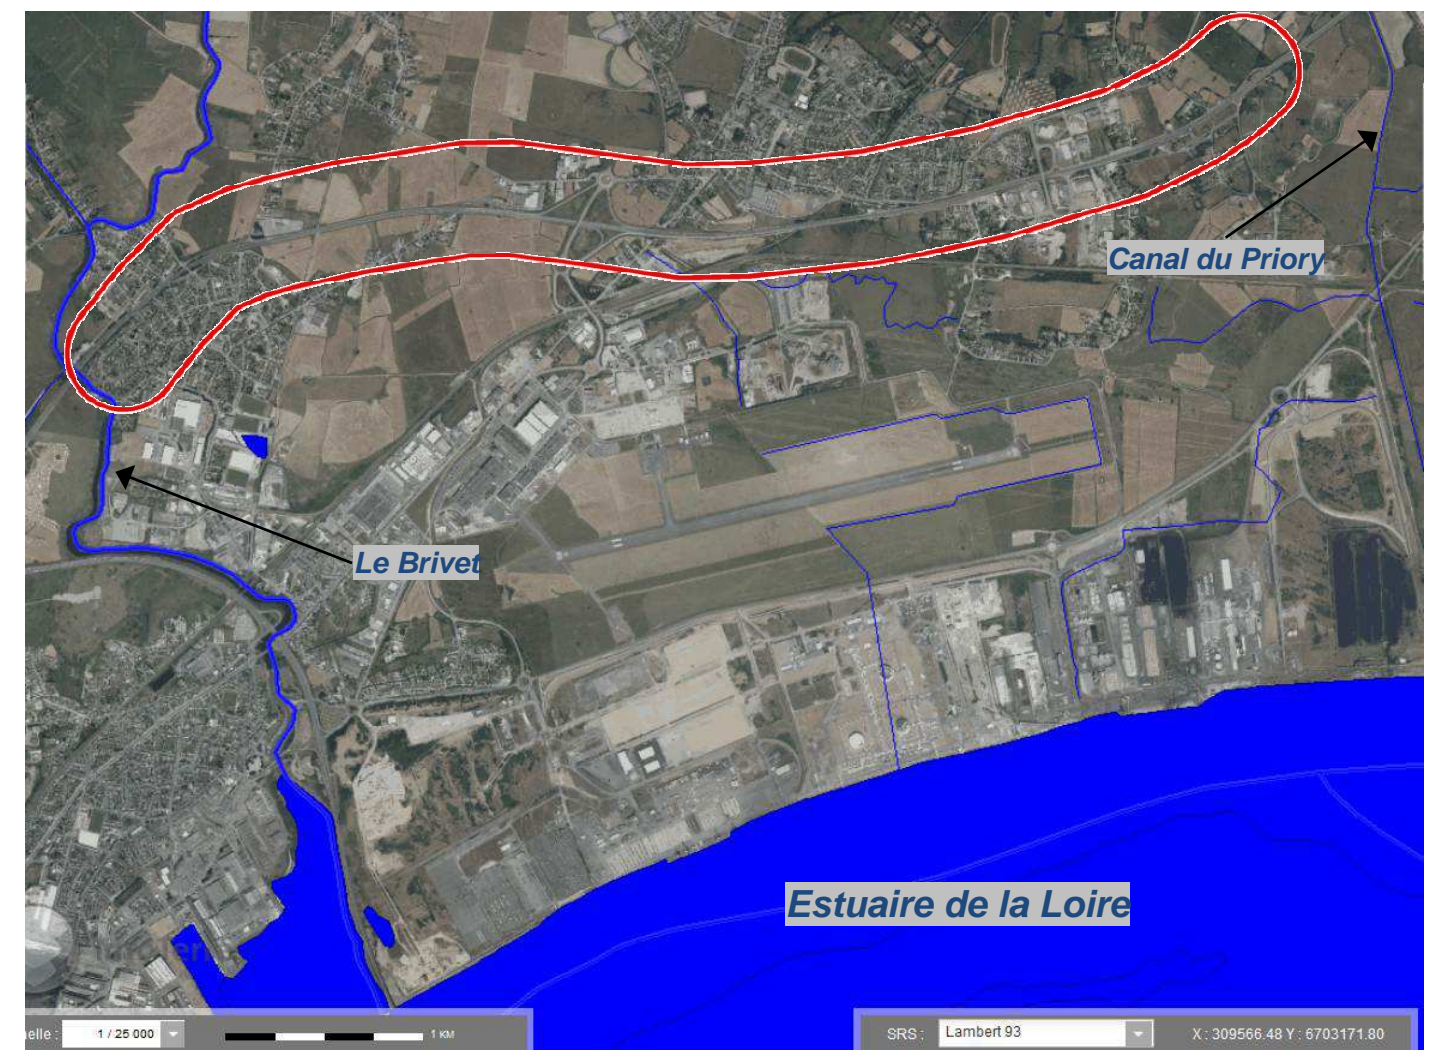 Canal du Priory
Le Brivet
Estuaire de la Loire
elle : 1 / 25 000 1 KM
SRS : Lambert 93 X : 309566.48 Y : 6703171.80